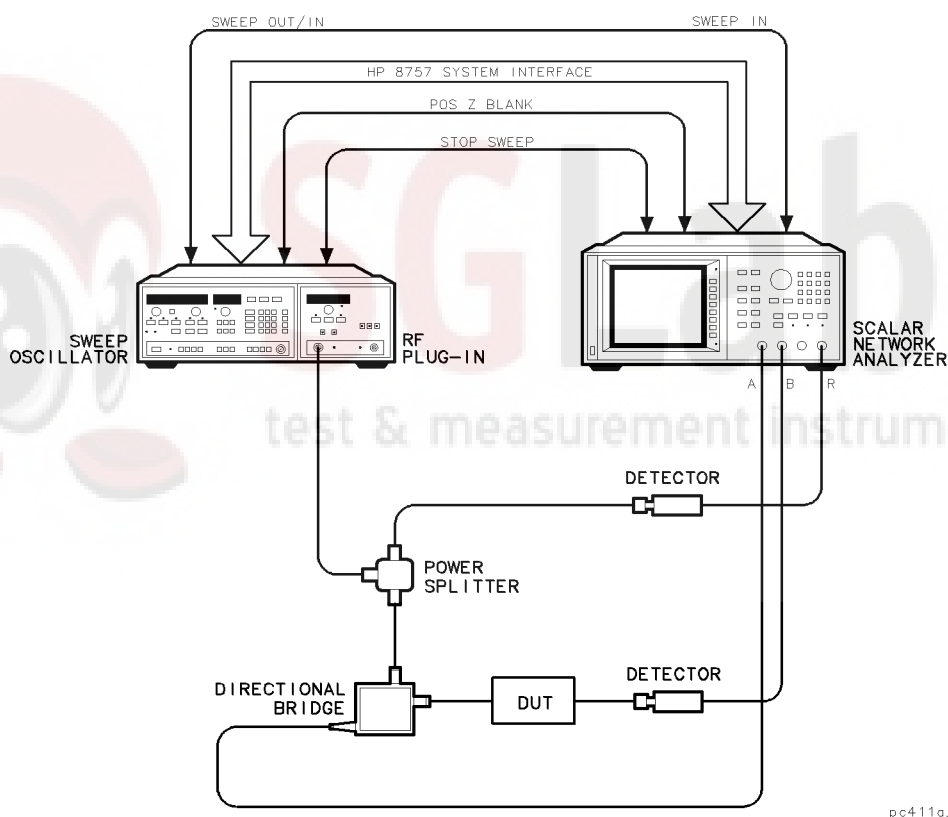 SWEEP OUT/IN
SWEEP IN
HP 8757 SYSTEM INTERFACE
POS Z BLANK
STOP SWEEP
SGLab
SWEEP
OSCILLATOR
RF
PLUG-IN
SCALAR
NETWORK
ANALYZER
A
B
R
test & measurement instrum
DETECTOR
POWER
SPLITTER
DIRECTIONAL
BRIDGE
DUT
DETECTOR
pc411a.